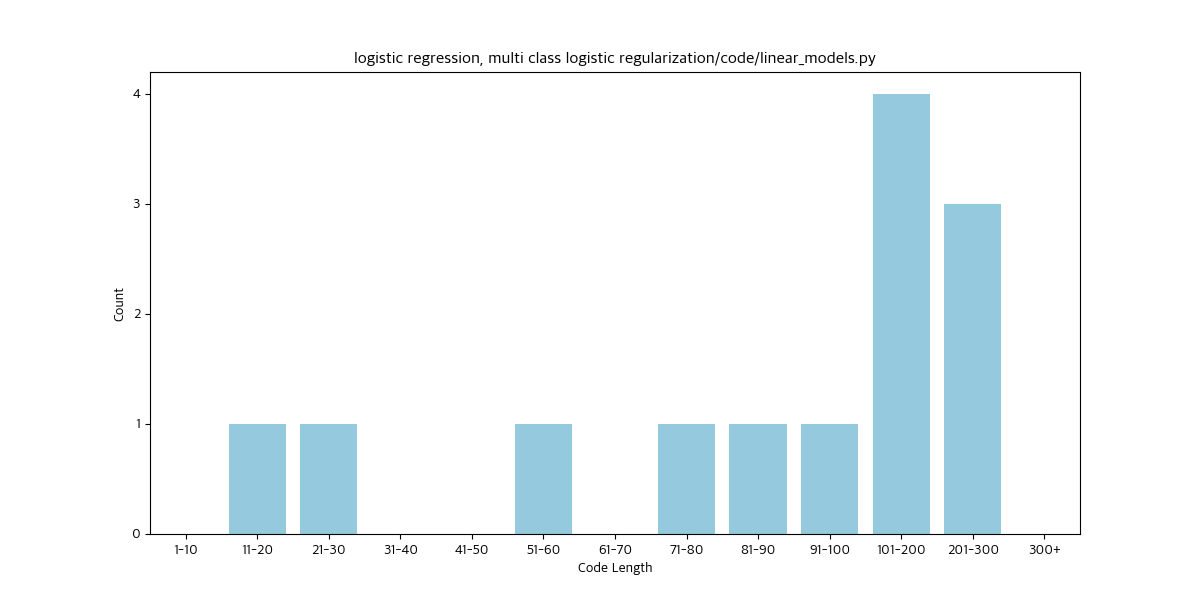 logistic regression, multi class logistic regularization/code/linear_models.py
4
3
2
1
0
Count
1-10 11-20 21-30 31-40 41-50 51-60 61-70 71-80 81-90 91-100 101-200 201-300 300+
Code Length